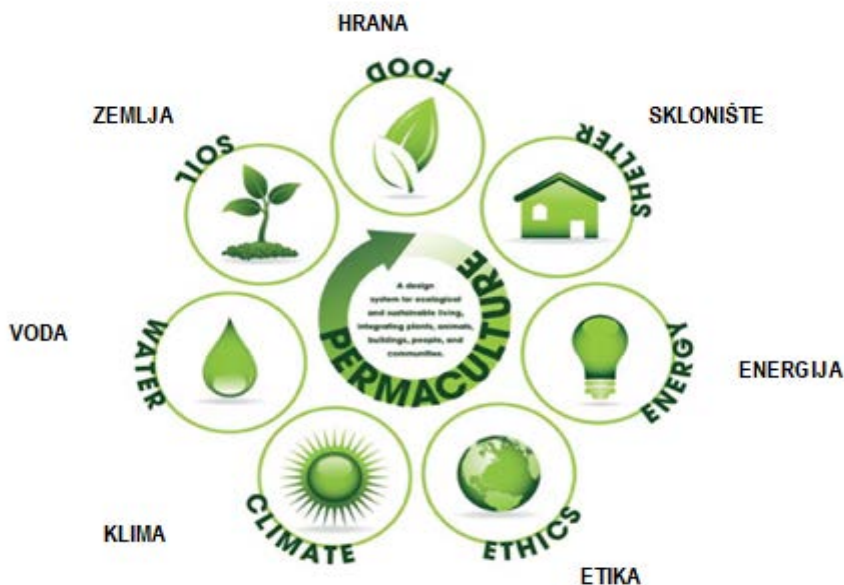 HRANA
FOOD
ZEMLJA
SOIL
SKLONIŠTE
SHELTER
PERMACULTURE
A design
system for ecological
and sustainable living,
integrating plants, animals,
buildings, people, and
communities.
VODA
WATER
ENERGY
ENERGIJA
KLIMA
CLIMATE
ETHICS
ETIKA